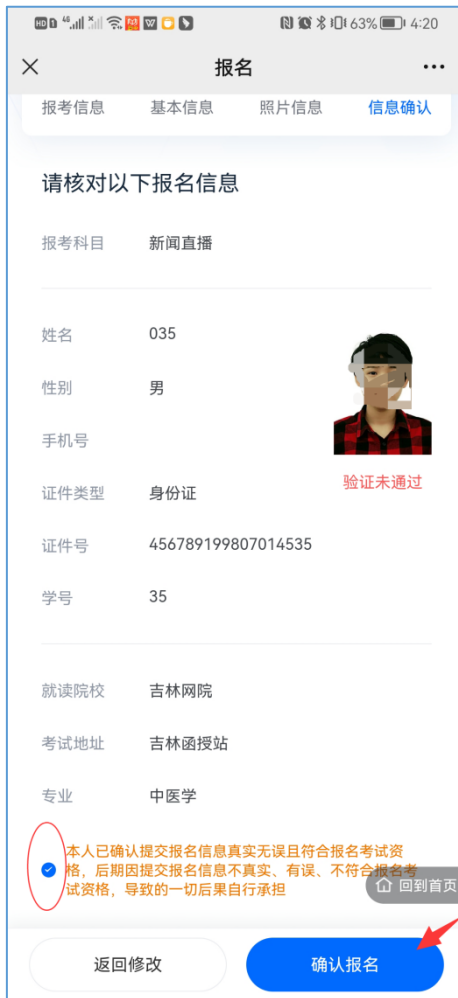 HD 4G 63% 4:20
报名
报考信息 基本信息 照片信息 信息确认
请核对以下报名信息
报考科目 新闻直播
姓名 035
性别 男
手机号
验证未通过
证件类型 身份证
证件号 456789199807014535
学号 35
就读院校 吉林网院
考试地址 吉林函授站
专业 中医学
本人已确认提交报名信息真实无误且符合报名考试资
格，后期因提交报名信息不真实、有误、不符合报名考
试资格，导致的一切后果自行承担
回到首页
返回修改 确认报名